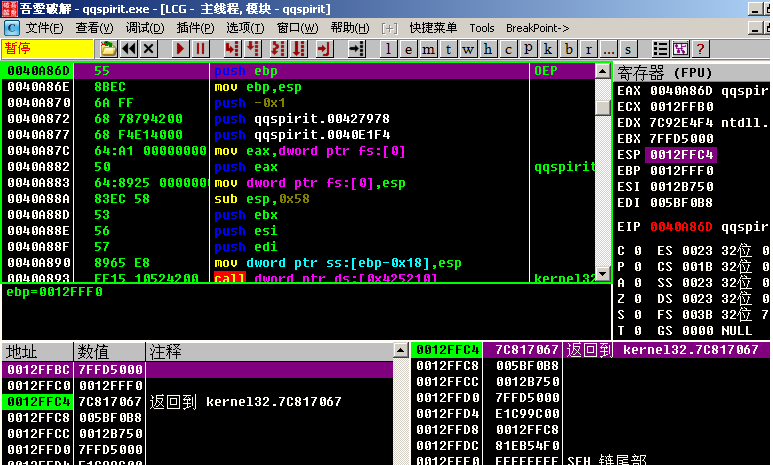 吾愛破解 - qqspirit.exe - [LCG - 主线程, 模块 - qqspirit]
文件(F) 查看(V) 调试(D) 插件(P) 选项(T) 窗口(W) 帮助(H) [+] 快捷菜单 Tools BreakPoint->
暂停 l e m t w h c p k b r ... s ?
0040A86D 55 push ebp OEP
0040A86E 8BEC mov ebp,esp
0040A870 6A FF push -0x1
0040A872 68 78794200 push qqspirit.00427978
0040A877 68 F4E14000 push qqspirit.0040E1F4
0040A87C 64:A1 00000000 mov eax,dword ptr fs:[0]
0040A882 50 push eax qqspirit
0040A883 64:8925 0000000 mov dword ptr fs:[0],esp
0040A88A 83EC 58 sub esp,0x58
0040A88D 53 push ebx
0040A88E 56 push esi
0040A88F 57 push edi
0040A890 8965 E8 mov dword ptr ss:[ebp-0x18],esp
0040A893 FF15 10524200 call dword ptr ds:[0x425210] kernel32
ebp=0012FFF0
寄存器 (FPU)
EAX 0040A86D qqspir
ECX 0012FFB0
EDX 7C92E4F4 ntdll.
EBX 7FFD5000
ESP 0012FFC4
EBP 0012FFF0
ESI 0012B750
EDI 005BF0B8
EIP 0040A86D qqspir
C 0 ES 0023 32位 0
P 0 CS 001B 32位 0
A 0 SS 0023 32位 0
Z 0 DS 0023 32位 0
S 0 FS 003B 32位 7
T 0 GS 0000 NULL
地址 数值 注释
0012FFBC 7FFD5000
0012FFC0 0012FFF0
0012FFC4 7C817067 返回到 kernel32.7C817067
0012FFC8 005BF0B8
0012FFCC 0012B750
0012FFD0 7FFD5000
0012FFD4 E1C99C00
0012FFC4 7C817067 返回到 kernel32.7C817067
0012FFC8 005BF0B8
0012FFCC 0012B750
0012FFD0 7FFD5000
0012FFD4 E1C99C00
0012FFD8 0012FFC8
0012FFDC 81EB54F0
0012FFE0 FFFFFFFF SEH 链尾部